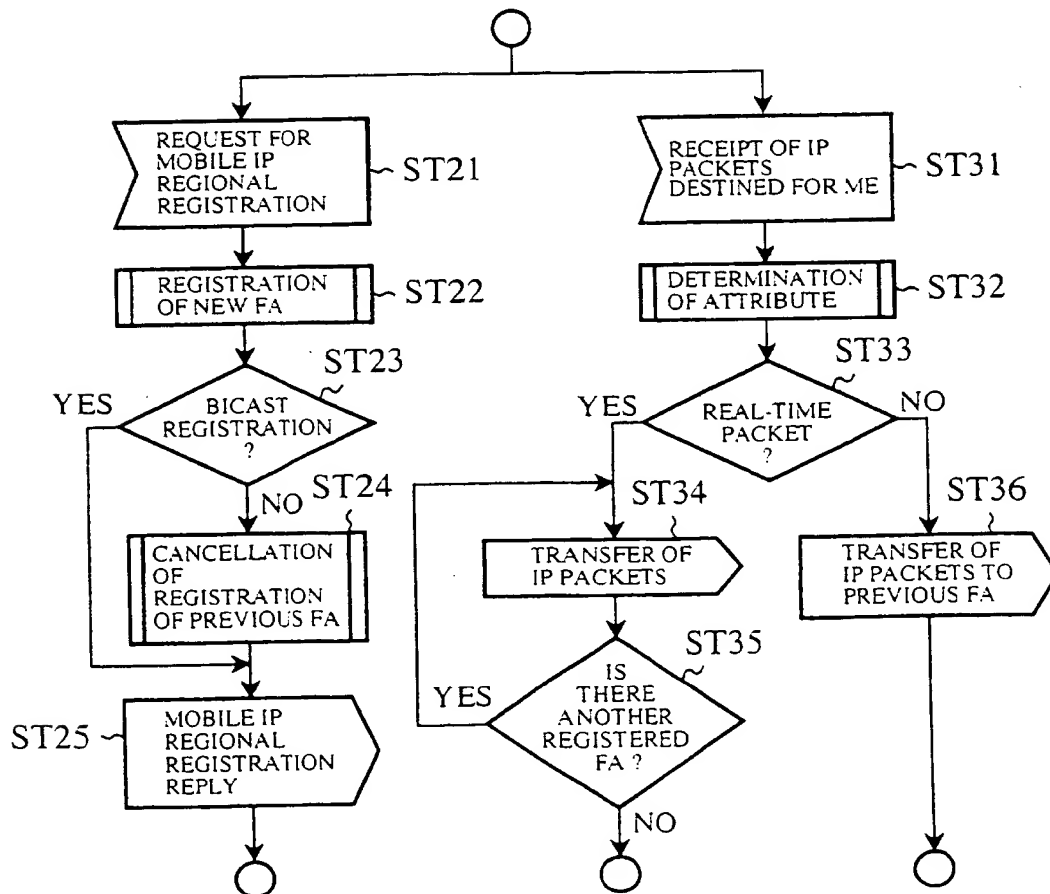 REQUEST FOR
MOBILE IP
REGIONAL
REGISTRATION
ST21
REGISTRATION
OF NEW FA
ST22
ST23
YES
BICAST
REGISTRATION
?
NO
ST24
CANCELLATION
OF
REGISTRATION
OF PREVIOUS FA
ST25
MOBILE IP
REGIONAL
REGISTRATION
REPLY
RECEIPT OF IP
PACKETS
DESTINED FOR ME
ST31
DETERMINATION
OF ATTRIBUTE
ST32
ST33
YES
REAL-TIME
PACKET
?
NO
ST34
TRANSFER OF
IP PACKETS
ST35
YES
IS
THERE
ANOTHER
REGISTERED
FA ?
NO
ST36
TRANSFER OF
IP PACKETS TO
PREVIOUS FA